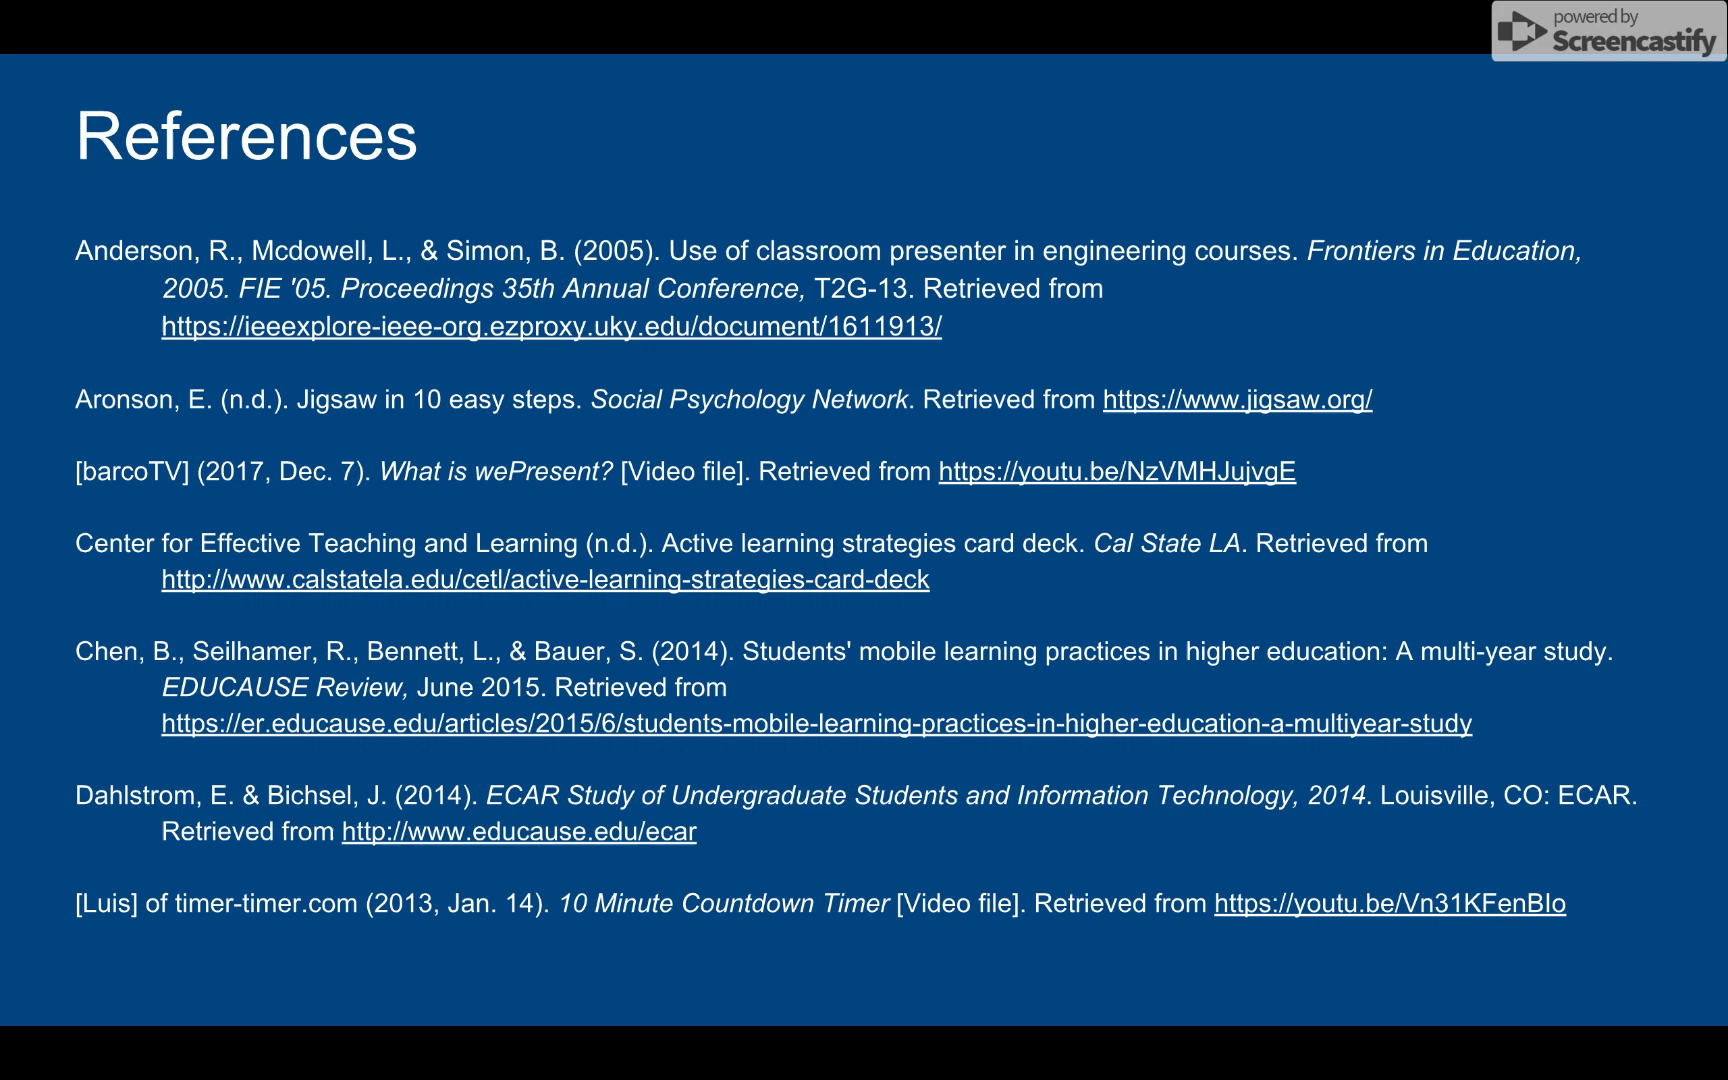 powered by
Screencastify
References
Anderson, R., Mcdowell, L., & Simon, B. (2005). Use of classroom presenter in engineering courses. Frontiers in Education,
2005. FIE '05. Proceedings 35th Annual Conference, T2G-13. Retrieved from
https://ieeexplore-ieee-org.ezproxy.uky.edu/document/1611913/
Aronson, E. (n.d.). Jigsaw in 10 easy steps. Social Psychology Network. Retrieved from https://www.jigsaw.org/
[barcoTV] (2017, Dec. 7). What is wePresent? [Video file]. Retrieved from https://youtu.be/NzVMHJujvgE
Center for Effective Teaching and Learning (n.d.). Active learning strategies card deck. Cal State LA. Retrieved from
http://www.calstatela.edu/cetl/active-learning-strategies-card-deck
Chen, B., Seilhamer, R., Bennett, L., & Bauer, S. (2014). Students' mobile learning practices in higher education: A multi-year study.
EDUCAUSE Review, June 2015. Retrieved from
https://er.educause.edu/articles/2015/6/students-mobile-learning-practices-in-higher-education-a-multiyear-study
Dahlstrom, E. & Bichsel, J. (2014). ECAR Study of Undergraduate Students and Information Technology, 2014. Louisville, CO: ECAR.
Retrieved from http://www.educause.edu/ecar
[Luis] of timer-timer.com (2013, Jan. 14). 10 Minute Countdown Timer [Video file]. Retrieved from https://youtu.be/Vn31KFenBIo